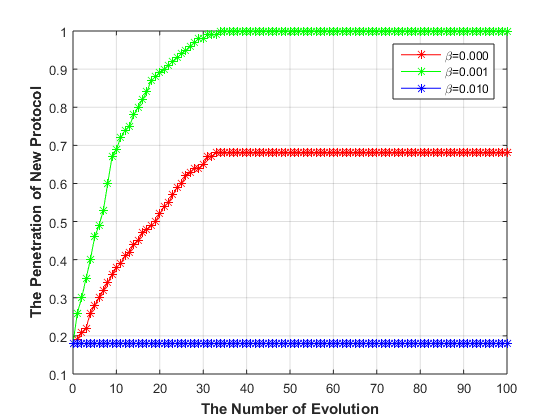 1
0.9
0.8
0.7
0.6
0.5
0.4
0.3
0.2
0.1
0 10 20 30 40 50 60 70 80 90 100
The Penetration of New Protocol
The Number of Evolution
β=0.000
β=0.001
β=0.010